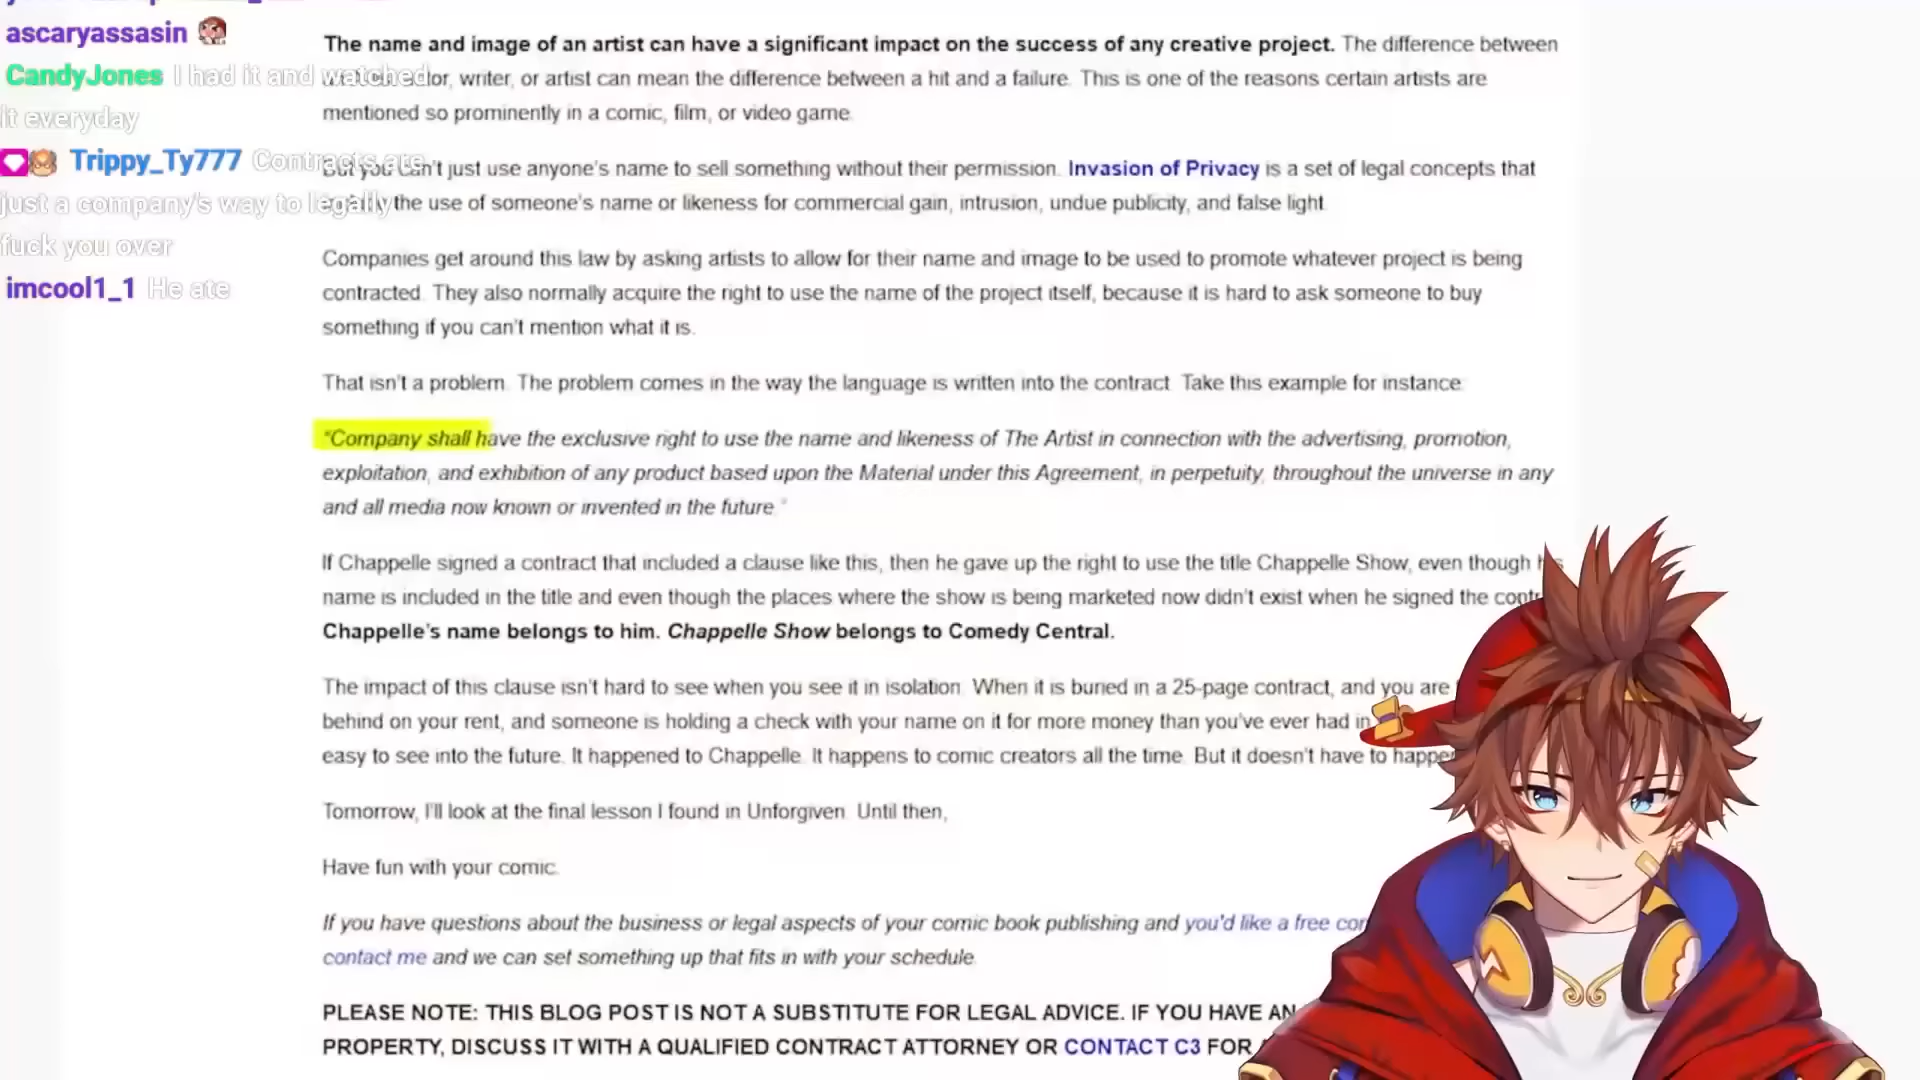 ascaryassasin
CandyJones I had it and watched
it everyday
Trippy_Ty777 Contracts are
just a company's way to legally
fuck you over
imcool1_1 He ate
The name and image of an artist can have a significant impact on the success of any creative project. The difference between
writer, or artist can mean the difference between a hit and a failure. This is one of the reasons certain artists are
mentioned so prominently in a comic, film, or video game.
But you can't just use anyone's name to sell something without their permission. Invasion of Privacy is a set of legal concepts that
the use of someone's name or likeness for commercial gain, intrusion, undue publicity, and false light.
Companies get around this law by asking artists to allow for their name and image to be used to promote whatever project is being
contracted. They also normally acquire the right to use the name of the project itself, because it is hard to ask someone to buy
something if you can't mention what it is.
That isn't a problem. The problem comes in the way the language is written into the contract. Take this example for instance:
"Company shall have the exclusive right to use the name and likeness of The Artist in connection with the advertising, promotion,
exploitation, and exhibition of any product based upon the Material under this Agreement, in perpetuity, throughout the universe in any
and all media now known or invented in the future."
If Chappelle signed a contract that included a clause like this, then he gave up the right to use the title Chappelle Show, even though
name is included in the title and even though the places where the show is being marketed now didn't exist when he signed the
Chappelle's name belongs to him. Chappelle Show belongs to Comedy Central.
The impact of this clause isn't hard to see when you see it in isolation. When it is buried in a 25-page contract, and you are
behind on your rent, and someone is holding a check with your name on it for more money than you've ever had in
easy to see into the future. It happened to Chappelle. It happens to comic creators all the time. But it doesn't have to
Tomorrow, I'll look at the final lesson I found in Unforgiven. Until then,
Have fun with your comic.
If you have questions about the business or legal aspects of your comic book publishing and you'd like a free
contact me and we can set something up that fits in with your schedule.
PLEASE NOTE: THIS BLOG POST IS NOT A SUBSTITUTE FOR LEGAL ADVICE. IF YOU HAVE AN
PROPERTY, DISCUSS IT WITH A QUALIFIED CONTRACT ATTORNEY OR CONTACT C3 FOR